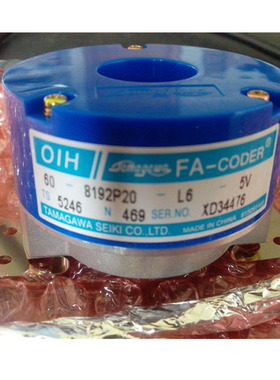 OIH TAMAGAWA FA-CODER®
60 - 8192P20 - L6 - 5V
TS 5246 N 469 SER.NO. XD34476
TAMAGAWA SEIKI CO.,LTD. MADE IN CHINA